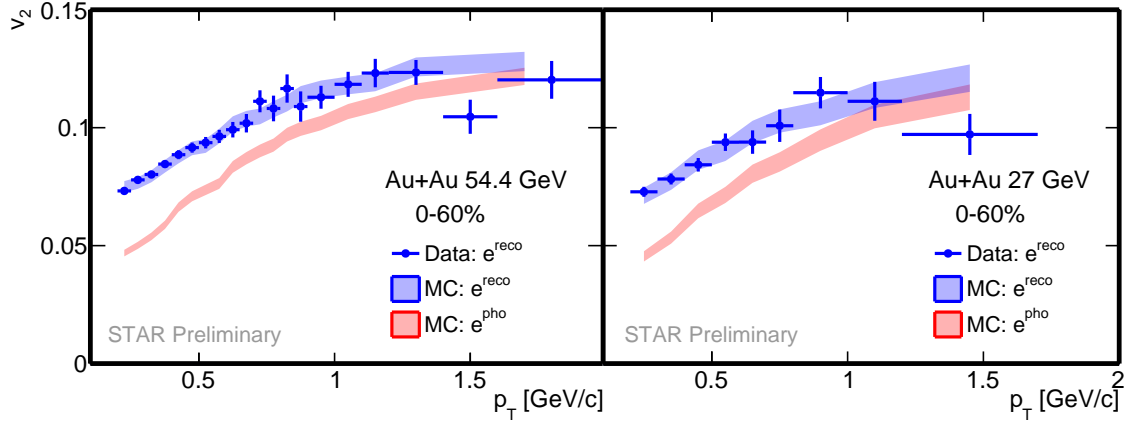 v₂
0.15
0.1
0.05
0
Au+Au 54.4 GeV
0-60%
Data: e^reco
MC: e^reco
MC: e^pho
STAR Preliminary
0.5 1 1.5
p_T [GeV/c]
Au+Au 27 GeV
0-60%
Data: e^reco
MC: e^reco
MC: e^pho
STAR Preliminary
0.5 1 1.5 2
p_T [GeV/c]